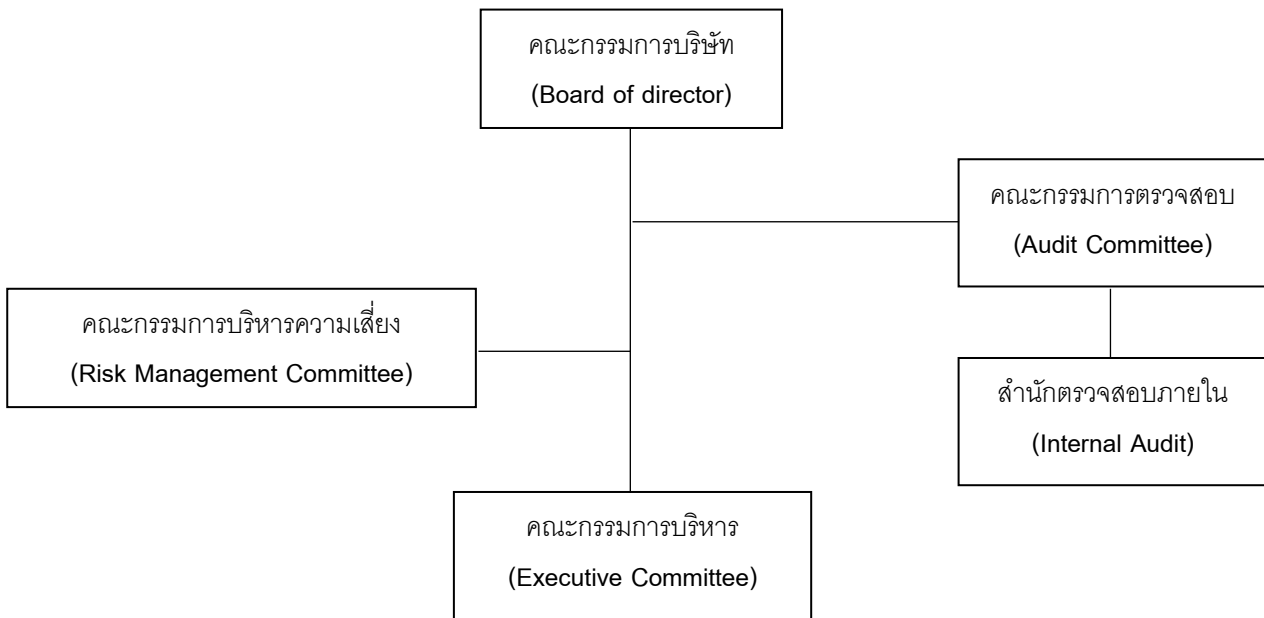 คณะกรรมการบริษัท
(Board of director)
คณะกรรมการตรวจสอบ
(Audit Committee)
คณะกรรมการบริหารความเสี่ยง
(Risk Management Committee)
สำนักตรวจสอบภายใน
(Internal Audit)
คณะกรรมการบริหาร
(Executive Committee)